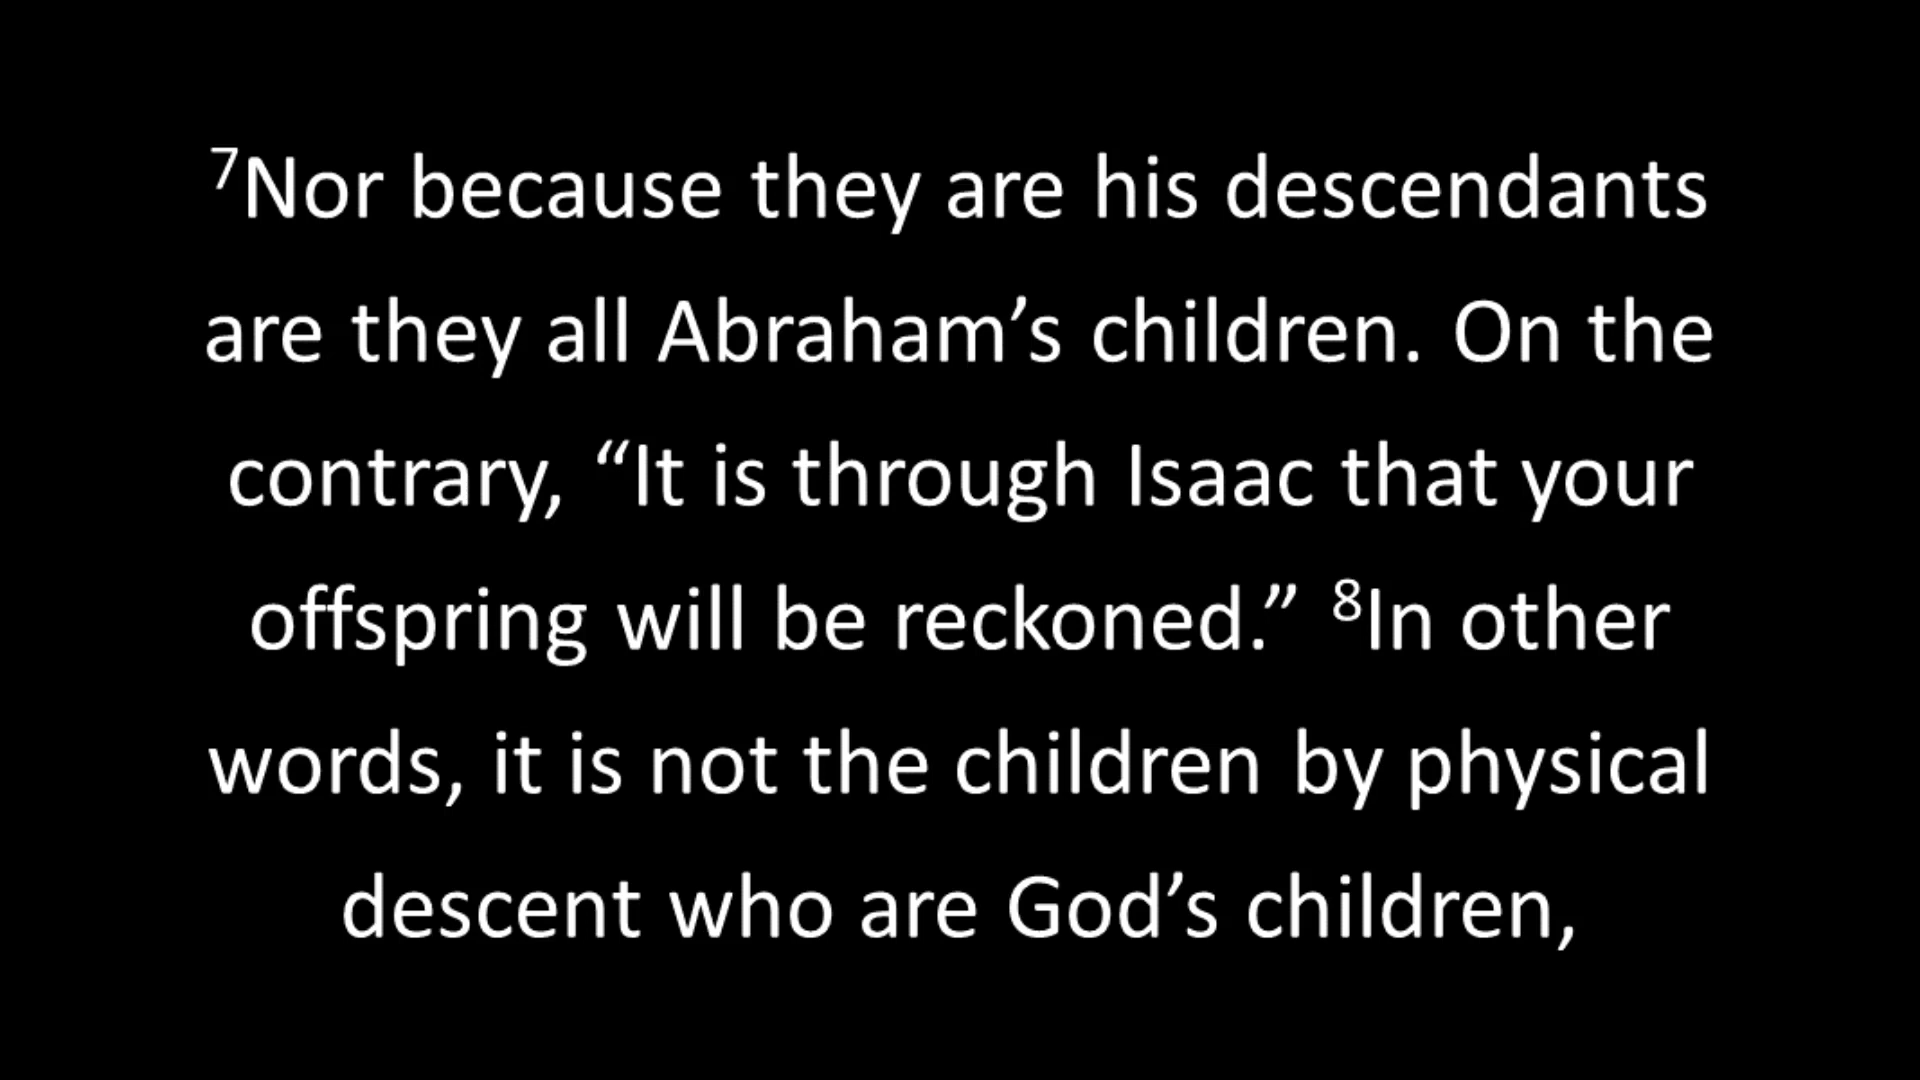 ⁷Nor because they are his descendants
are they all Abraham’s children. On the
contrary, “It is through Isaac that your
offspring will be reckoned.” ⁸In other
words, it is not the children by physical
descent who are God’s children,